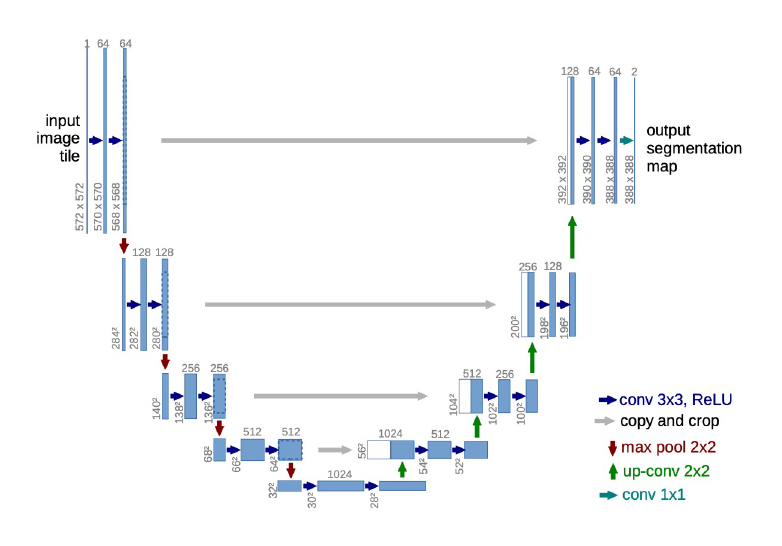 1 64 64
128 64 64 2
input
image
tile
output
segmentation
map
572 x 572
570 x 570
568 x 568
392 x 392
390 x 390
388 x 388
388 x 388
128 128
256 128
284²
282²
280²
200²
198²
196²
256 256
512 256
140²
138²
136²
104²
102²
100²
512 512
1024 512
68²
66²
64²
56²
54²
52²
1024
32²
30²
28²
conv 3x3, ReLU
copy and crop
max pool 2x2
up-conv 2x2
conv 1x1